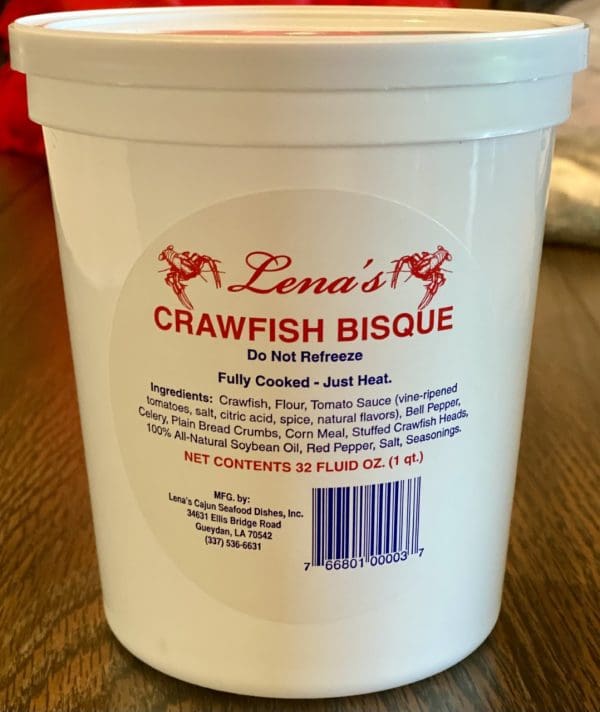 Lena's
CRAWFISH BISQUE
Do Not Refreeze
Fully Cooked - Just Heat.
Ingredients: Crawfish, Flour, Tomato Sauce (vine-ripened
tomatoes, salt, citric acid, spice, natural flavors), Bell Pepper,
Celery, Plain Bread Crumbs, Corn Meal, Stuffed Crawfish Heads,
100% All-Natural Soybean Oil, Red Pepper, Salt, Seasonings.
NET CONTENTS 32 FLUID OZ. (1 qt.)
MFG. by:
Lena's Cajun Seafood Dishes, Inc.
34631 Ellis Bridge Road
Gueydan, LA 70542
(337) 536-6631
7 66801 00003 7